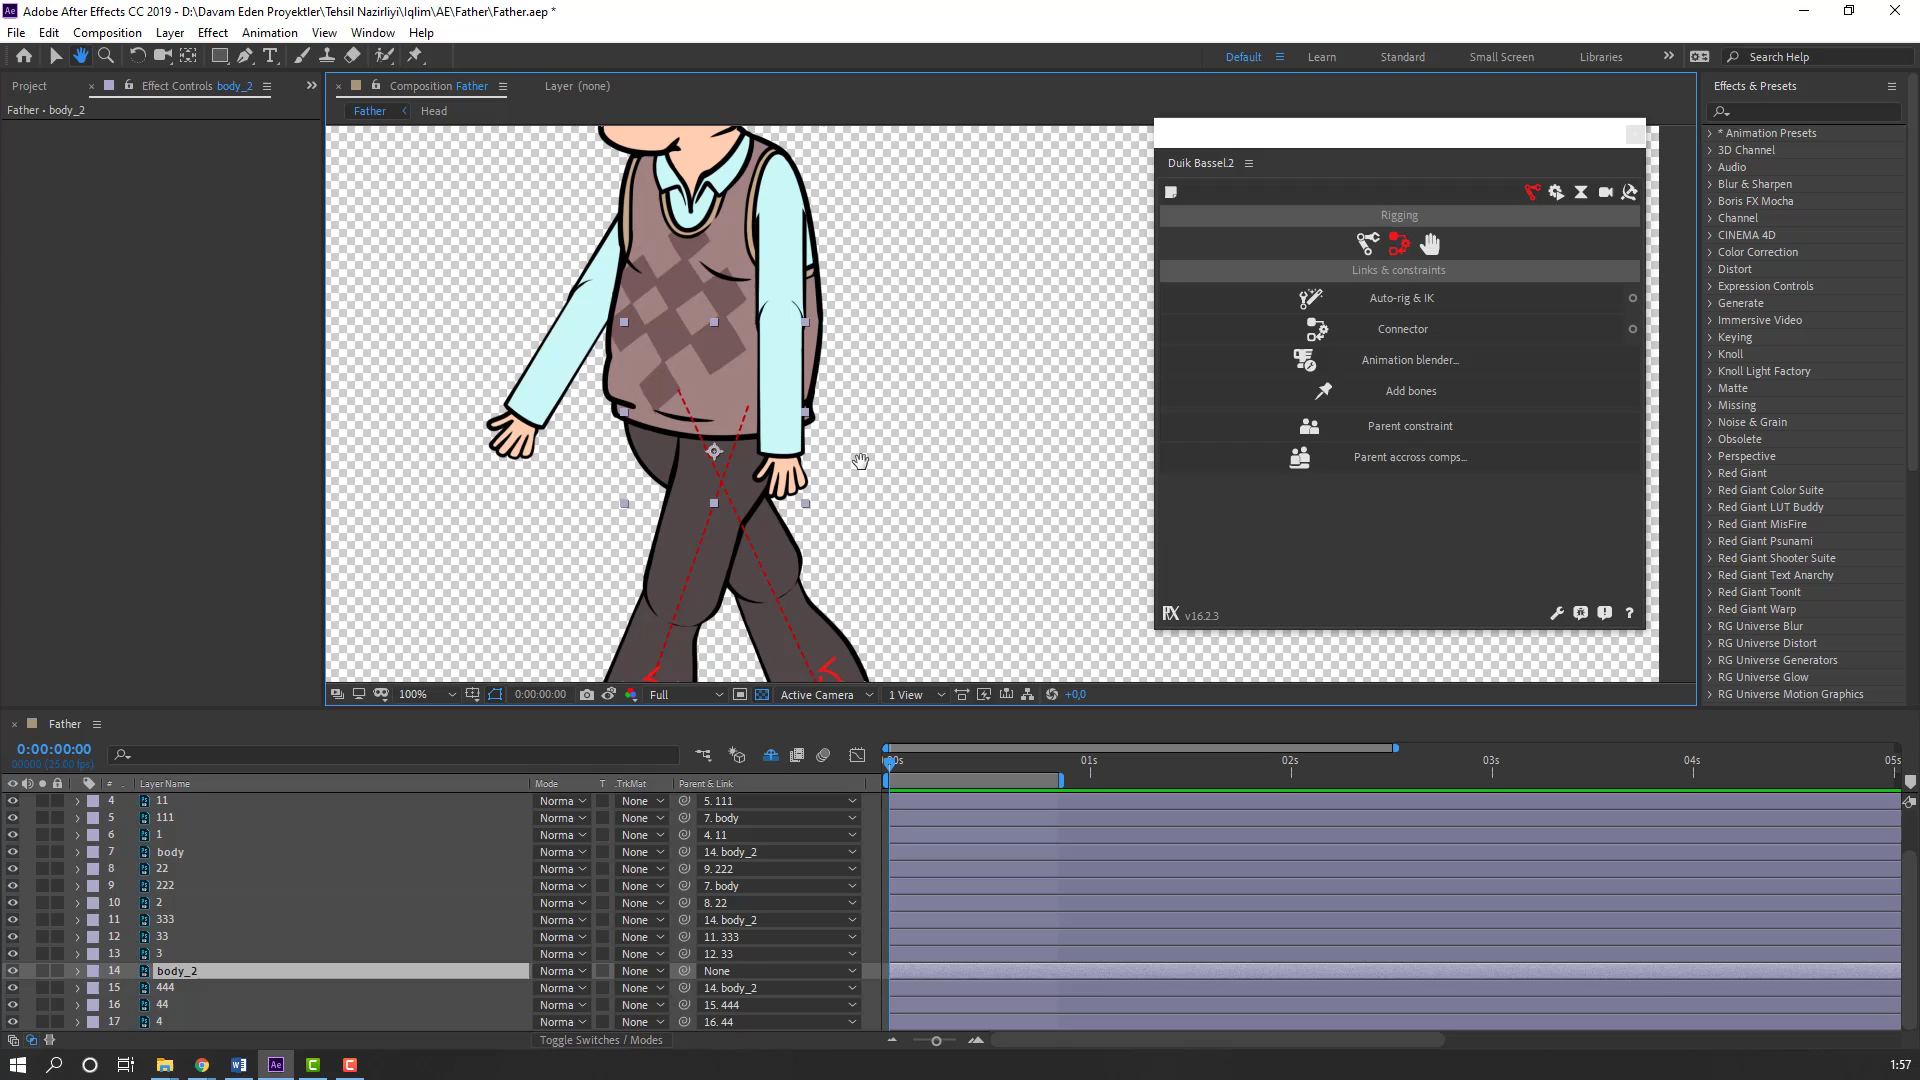 Adobe After Effects CC 2019 - D:\Davam Eden Proyektler\Tehsil Nazirliyi\Iqlim\AE\Father\Father.aep *
File Edit Composition Layer Effect Animation View Window Help
Default Learn Standard Small Screen Libraries Search Help
Project Effect Controls body_2 Composition Father Layer (none) Effects & Presets
Father • body_2
Father Head
* Animation Presets
3D Channel
Audio
Blur & Sharpen
Boris FX Mocha
Channel
CINEMA 4D
Color Correction
Distort
Expression Controls
Generate
Immersive Video
Keying
Knoll
Knoll Light Factory
Matte
Missing
Noise & Grain
Obsolete
Perspective
Red Giant
Red Giant Color Suite
Red Giant LUT Buddy
Red Giant MisFire
Red Giant Psunami
Red Giant Shooter Suite
Red Giant Text Anarchy
Red Giant ToonIt
Red Giant Warp
RG Universe Blur
RG Universe Distort
RG Universe Generators
RG Universe Glow
RG Universe Motion Graphics
Duik Bassel.2
Rigging
Links & constraints
Auto-rig & IK
Connector
Animation blender...
Add bones
Parent constraint
Parent accross comps...
v16.2.3 ?
100% 0:00:00:00 Full Active Camera 1 View +0,0
Father
0:00:00:00
00000 (25.00 fps)
00s 01s 02s 03s 04s 05s
# Layer Name Mode T .TrkMat Parent & Link
4 11 Norma None 5. 111
5 111 Norma None 7. body
6 1 Norma None 4. 11
7 body Norma None 14. body_2
8 22 Norma None 9. 222
9 222 Norma None 7. body
10 2 Norma None 8. 22
11 333 Norma None 14. body_2
12 33 Norma None 11. 333
13 3 Norma None 12. 33
14 body_2 Norma None None
15 444 Norma None 14. body_2
16 44 Norma None 15. 444
17 4 Norma None 16. 44
Toggle Switches / Modes
1:57